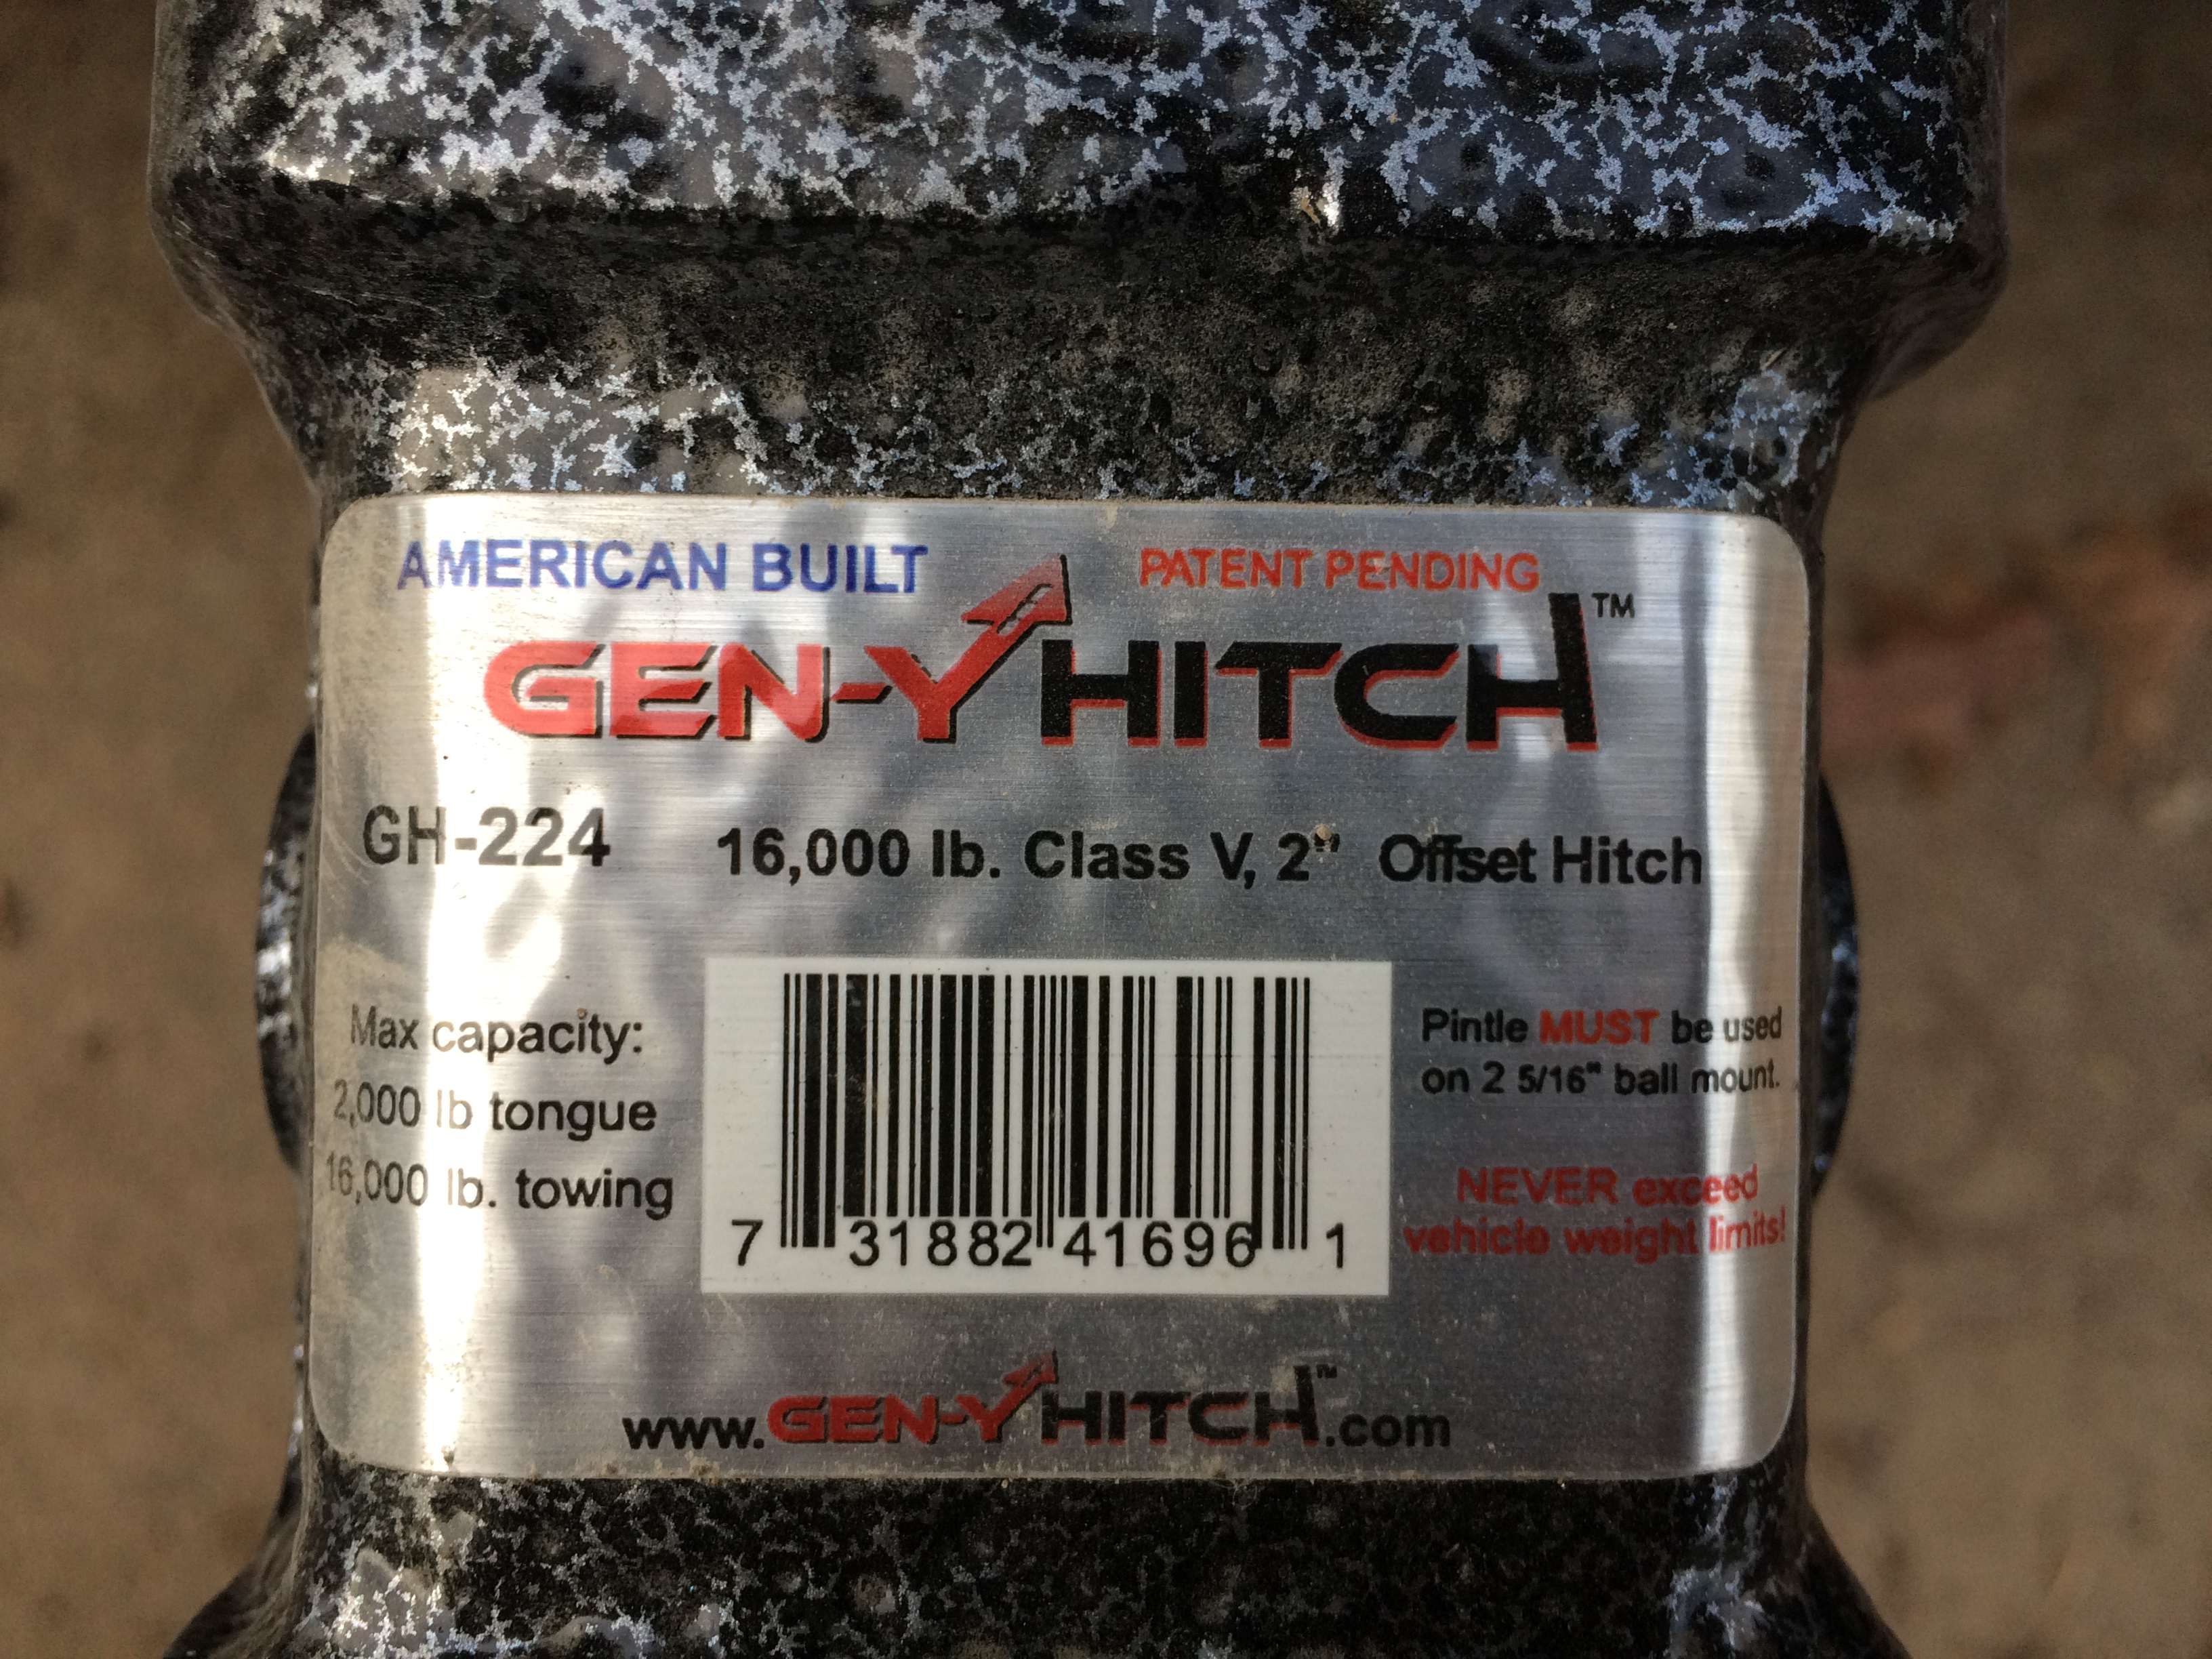 AMERICAN BUILT PATENT PENDING
GEN-Y HITCH™
GH-224 16,000 lb. Class V, 2" Offset Hitch
Max capacity:
2,000 lb tongue
16,000 lb. towing
7 31882 41696 1
Pintle MUST be used
on 2 5/16" ball mount.
NEVER exceed
vehicle weight limits!
www.GEN-Y HITCH™.com